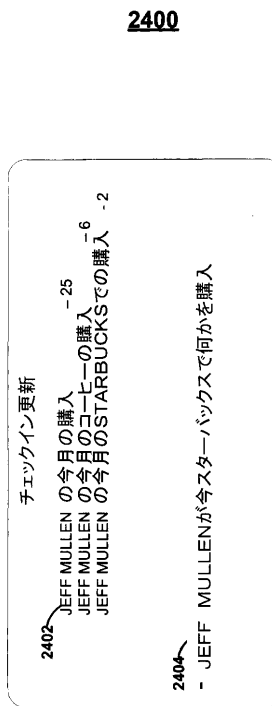 2400
チェックイン更新
2402
JEFF MULLEN の今月の購入 - 25
JEFF MULLEN の今月のコーヒーの購入 - 6
JEFF MULLEN の今月のSTARBUCKSでの購入 - 2
2404
- JEFF MULLENが今スターバックスで何かを購入